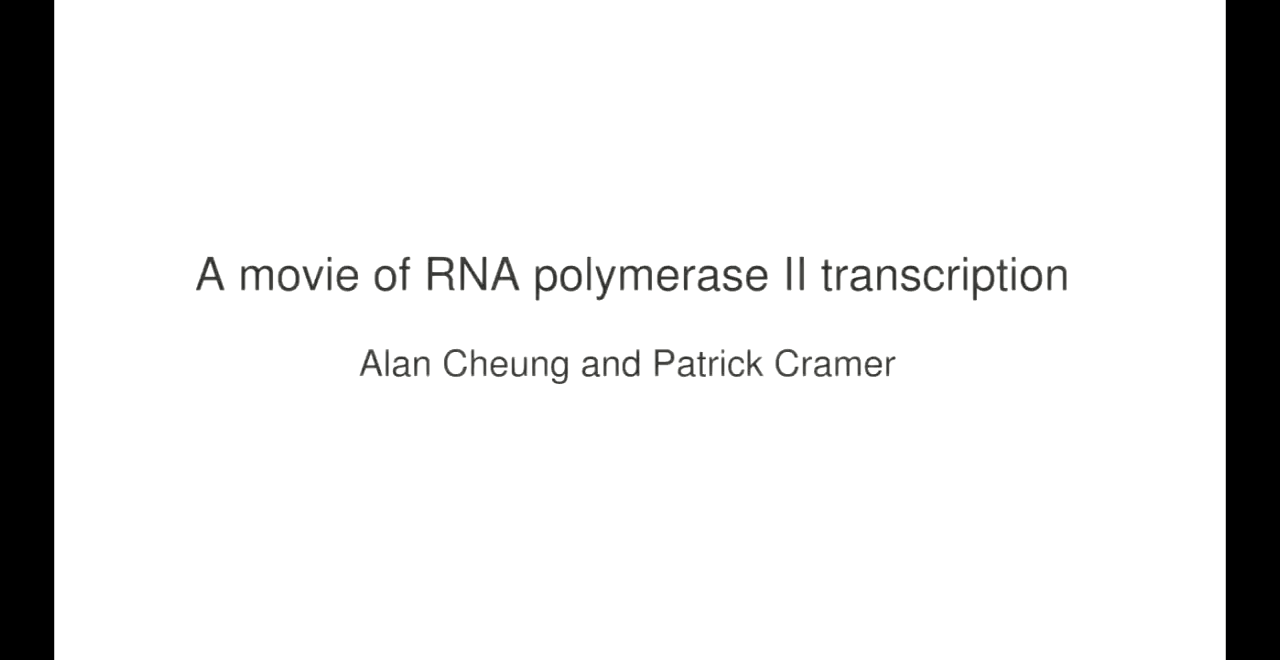 A movie of RNA polymerase II transcription
Alan Cheung and Patrick Cramer